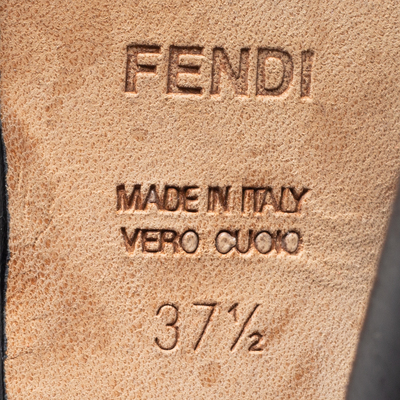 FENDI
MADE IN ITALY
VERO CUOIO
37½